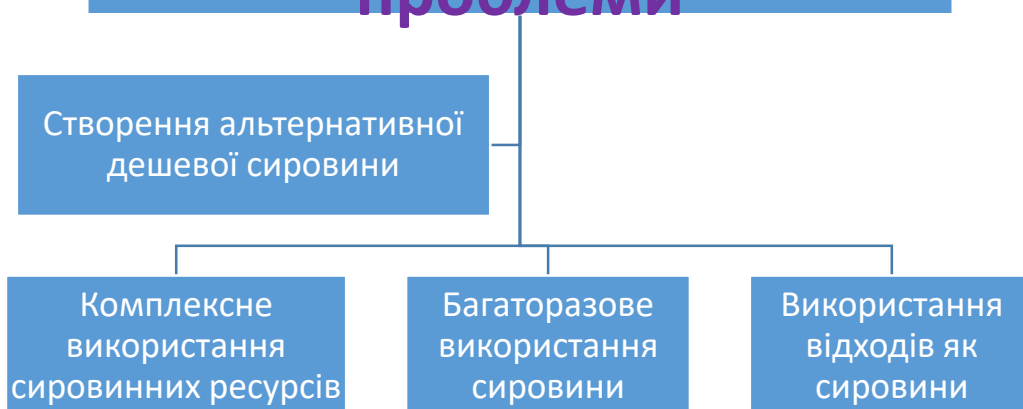 проблеми
Створення альтернативної
дешевої сировини
Комплексне
використання
сировинних ресурсів
Багаторазове
використання
сировини
Використання
відходів як
сировини